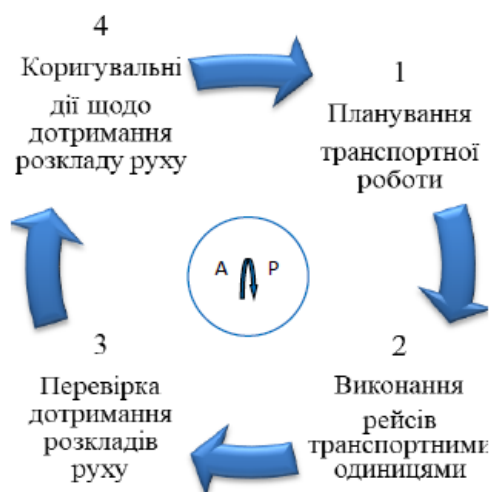 4
Коригувальні
дії щодо
дотримання
розкладу руху
1
Планування
транспортної
роботи
A P
2
Виконання
рейсів
транспортними
одиницями
3
Перевірка
дотримання
розкладів
руху